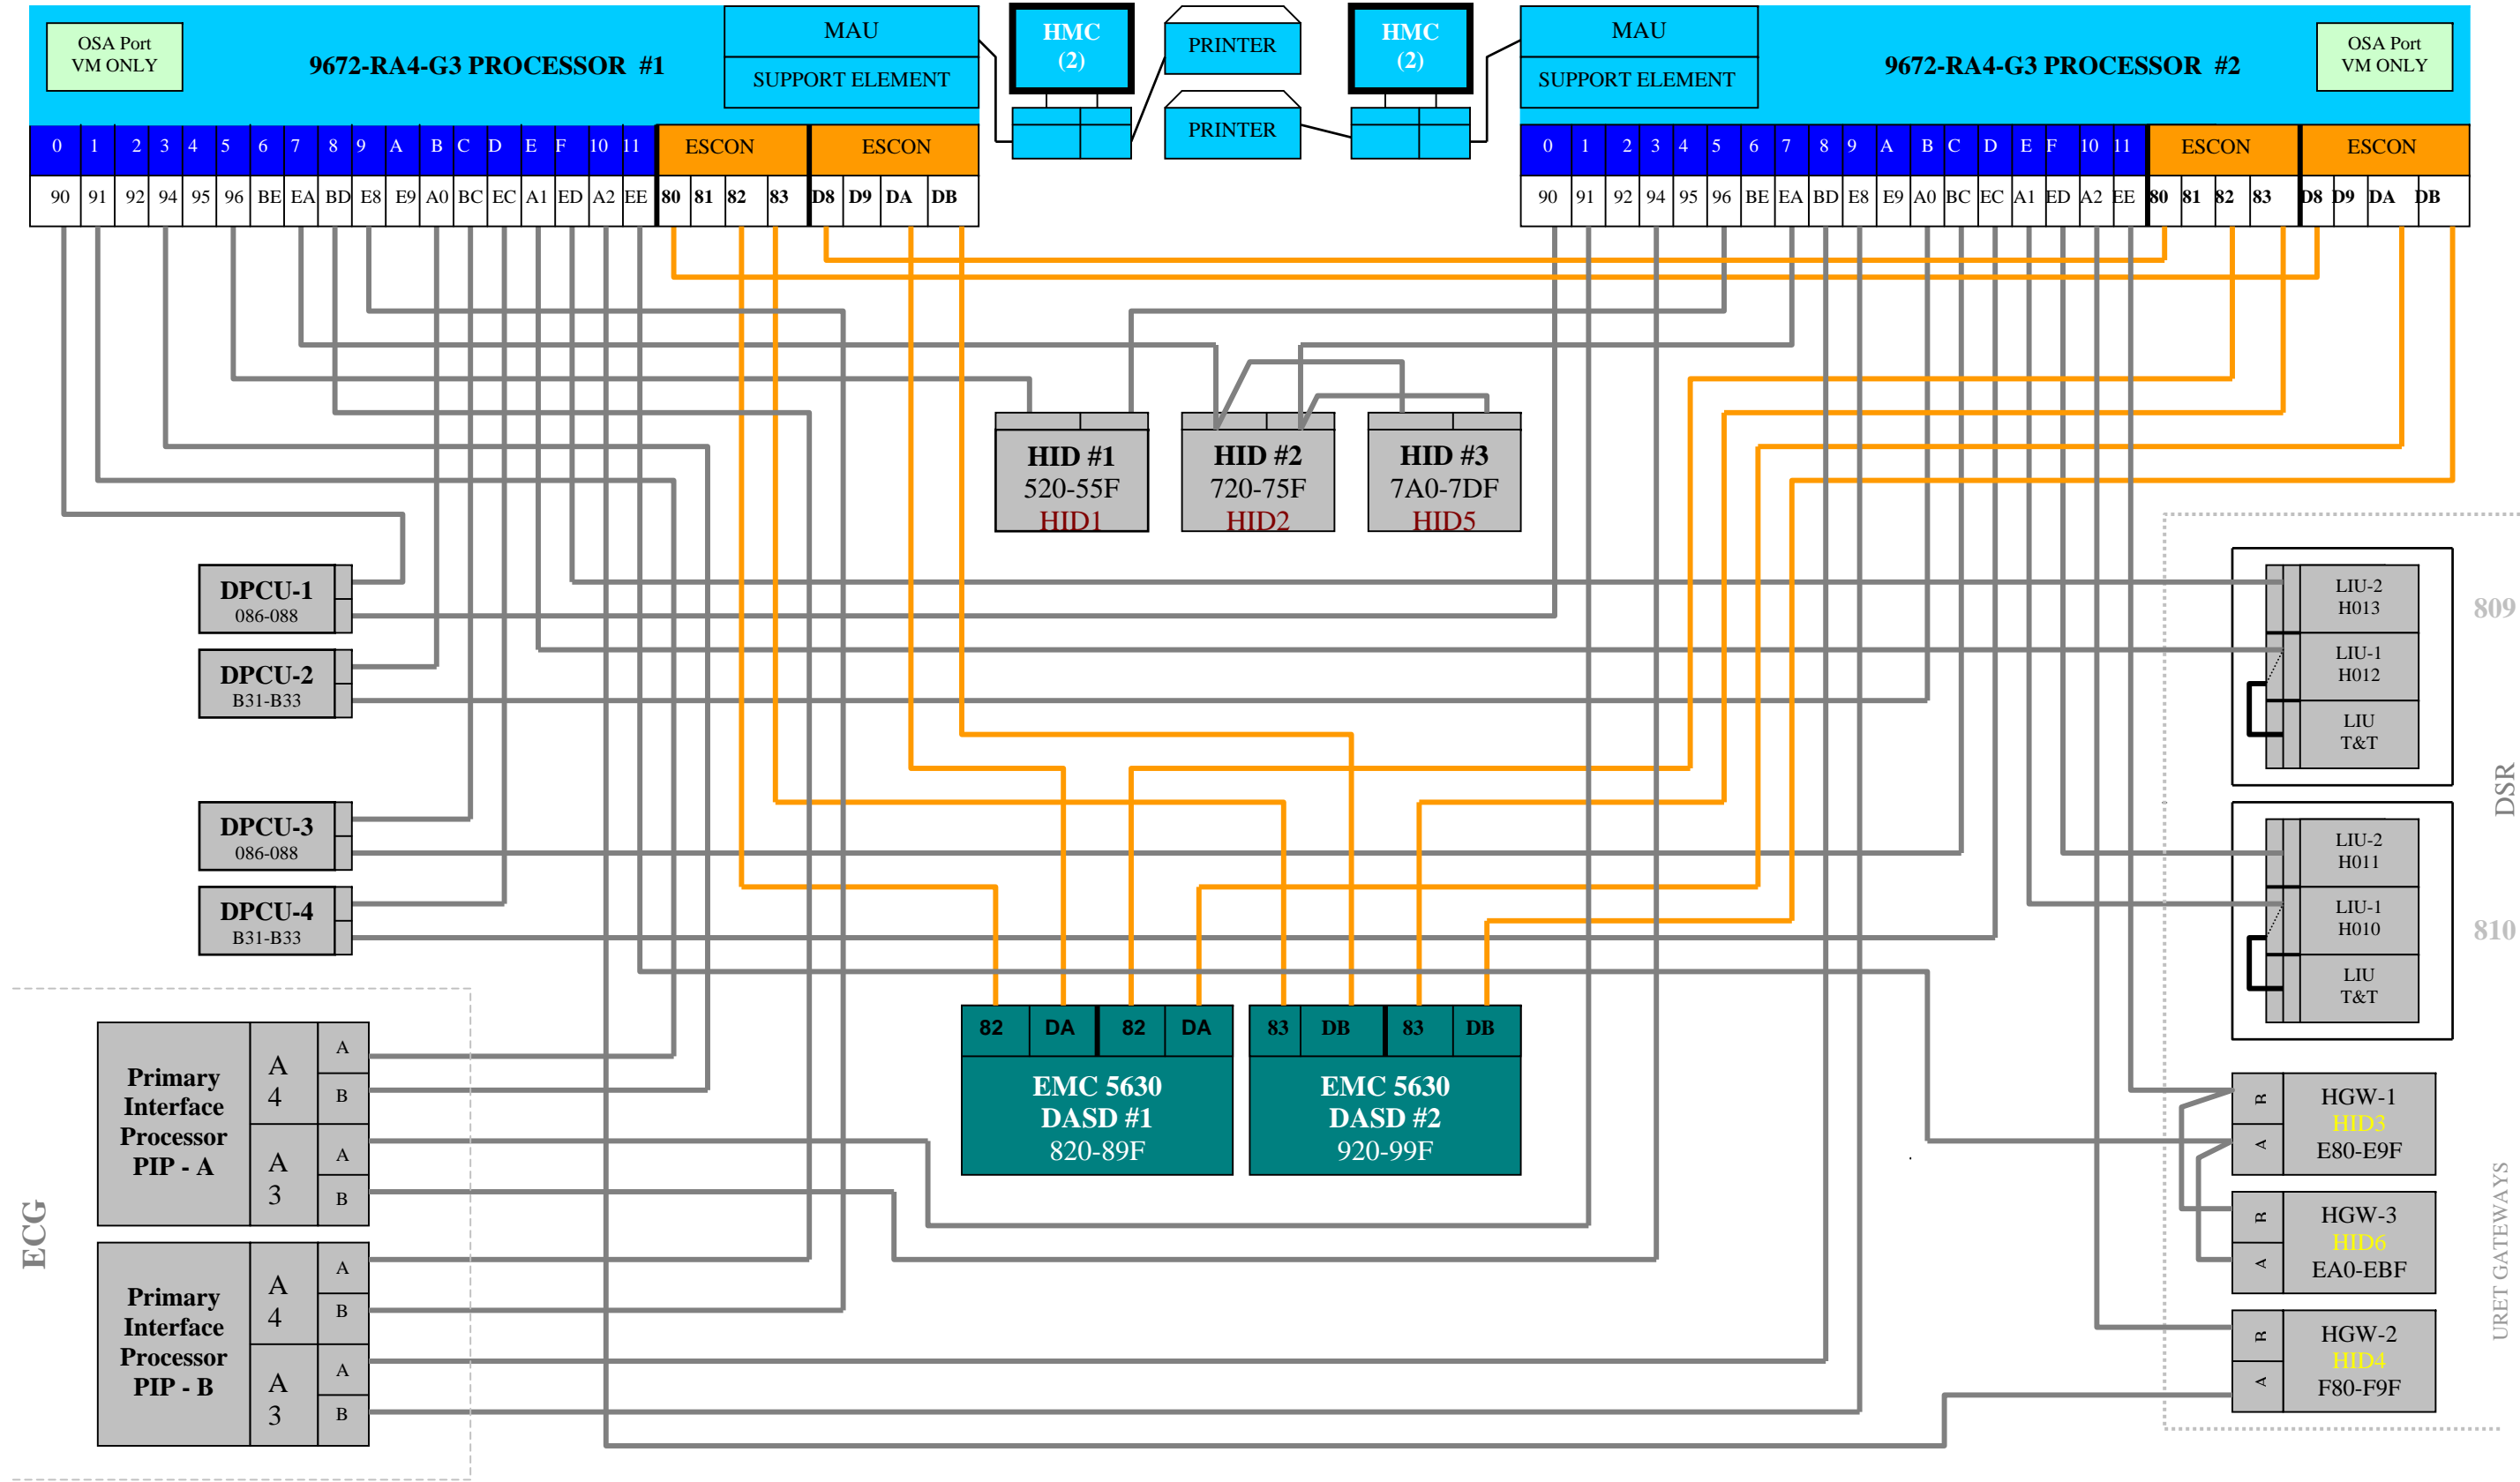 OSA Port
VM ONLY
9672-RA4-G3 PROCESSOR #1
MAU
SUPPORT ELEMENT
HMC
(2)
PRINTER
PRINTER
HMC
(2)
MAU
SUPPORT ELEMENT
9672-RA4-G3 PROCESSOR #2
OSA Port
VM ONLY
0 1 2 3 4 5 6 7 8 9 A B C D E F 10 11 ESCON ESCON
90 91 92 94 95 96 BE EA BD E8 E9 A0 BC EC A1 ED A2 EE 80 81 82 83 D8 D9 DA DB
0 1 2 3 4 5 6 7 8 9 A B C D E F 10 11 ESCON ESCON
90 91 92 94 95 96 BE EA BD E8 E9 A0 BC EC A1 ED A2 EE 80 81 82 83 D8 D9 DA DB
HID #1
520-55F
HID1
HID #2
720-75F
HID2
HID #3
7A0-7DF
HID5
DPCU-1
086-088
DPCU-2
B31-B33
DPCU-3
086-088
DPCU-4
B31-B33
LIU-2
H013
LIU-1
H012
LIU
T&T
809
DSR
LIU-2
H011
LIU-1
H010
LIU
T&T
810
ECG
Primary
Interface
Processor
PIP - A
A
4
A
B
A
3
A
B
Primary
Interface
Processor
PIP - B
A
4
A
B
A
3
A
B
82 DA 82 DA
EMC 5630
DASD #1
820-89F
83 DB 83 DB
EMC 5630
DASD #2
920-99F
B
A
HGW-1
HID3
E80-E9F
B
A
HGW-3
HID6
EA0-EBF
B
A
HGW-2
HID4
F80-F9F
URET GATEWAYS